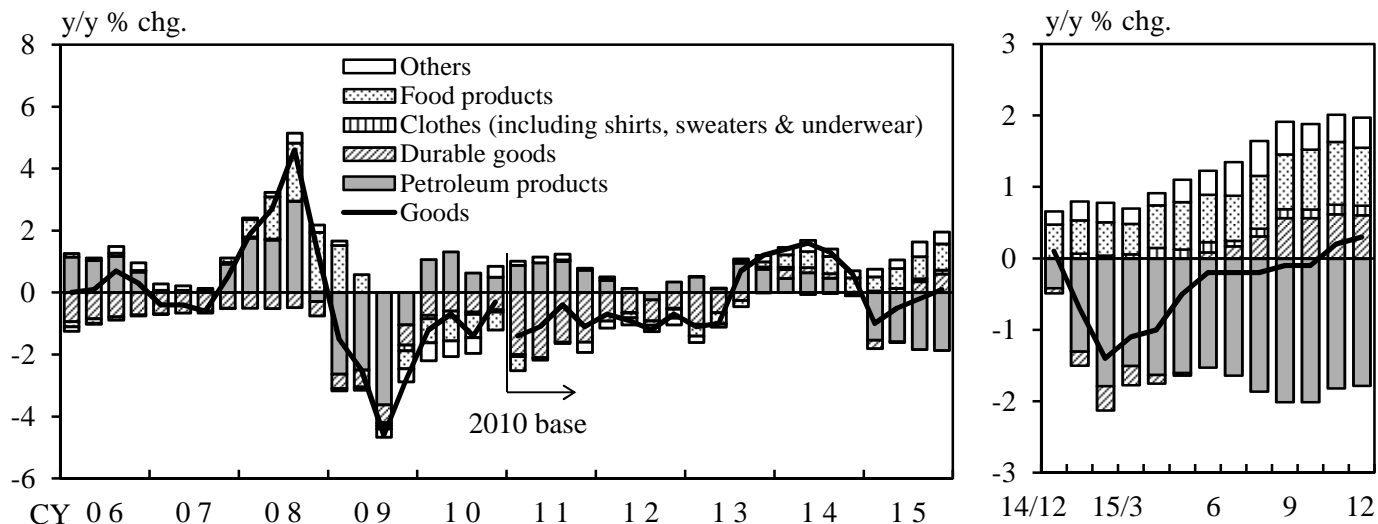 y/y % chg.
8
6
4
2
0
-2
-4
-6
Others
Food products
Clothes (including shirts, sweaters & underwear)
Durable goods
Petroleum products
Goods
2010 base
CY 06 07 08 09 10 11 12 13 14 15
y/y % chg.
3
2
1
0
-1
-2
-3
14/12 15/3 6 9 12